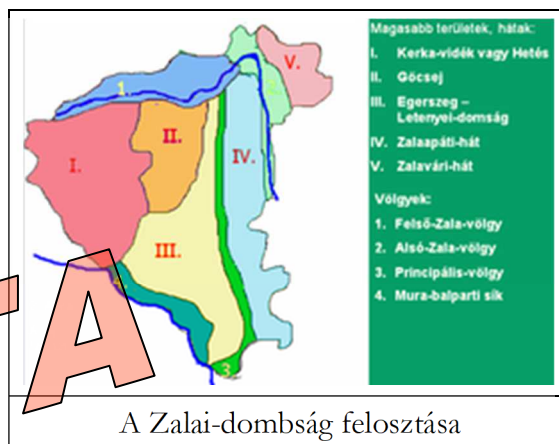 Magasabb területek, hátak:
I. Kerka-vidék vagy Hetés
II. Göcsej
III. Egerszeg –
Letenyei-domság
IV. Zalaapáti-hát
V. Zalavári-hát
Völgyek:
1. Felső-Zala-völgy
2. Alsó-Zala-völgy
3. Principális-völgy
4. Mura-balparti sík
V.
1.
2.
II.
IV.
I.
III.
3.
A
A Zalai-dombság felosztása